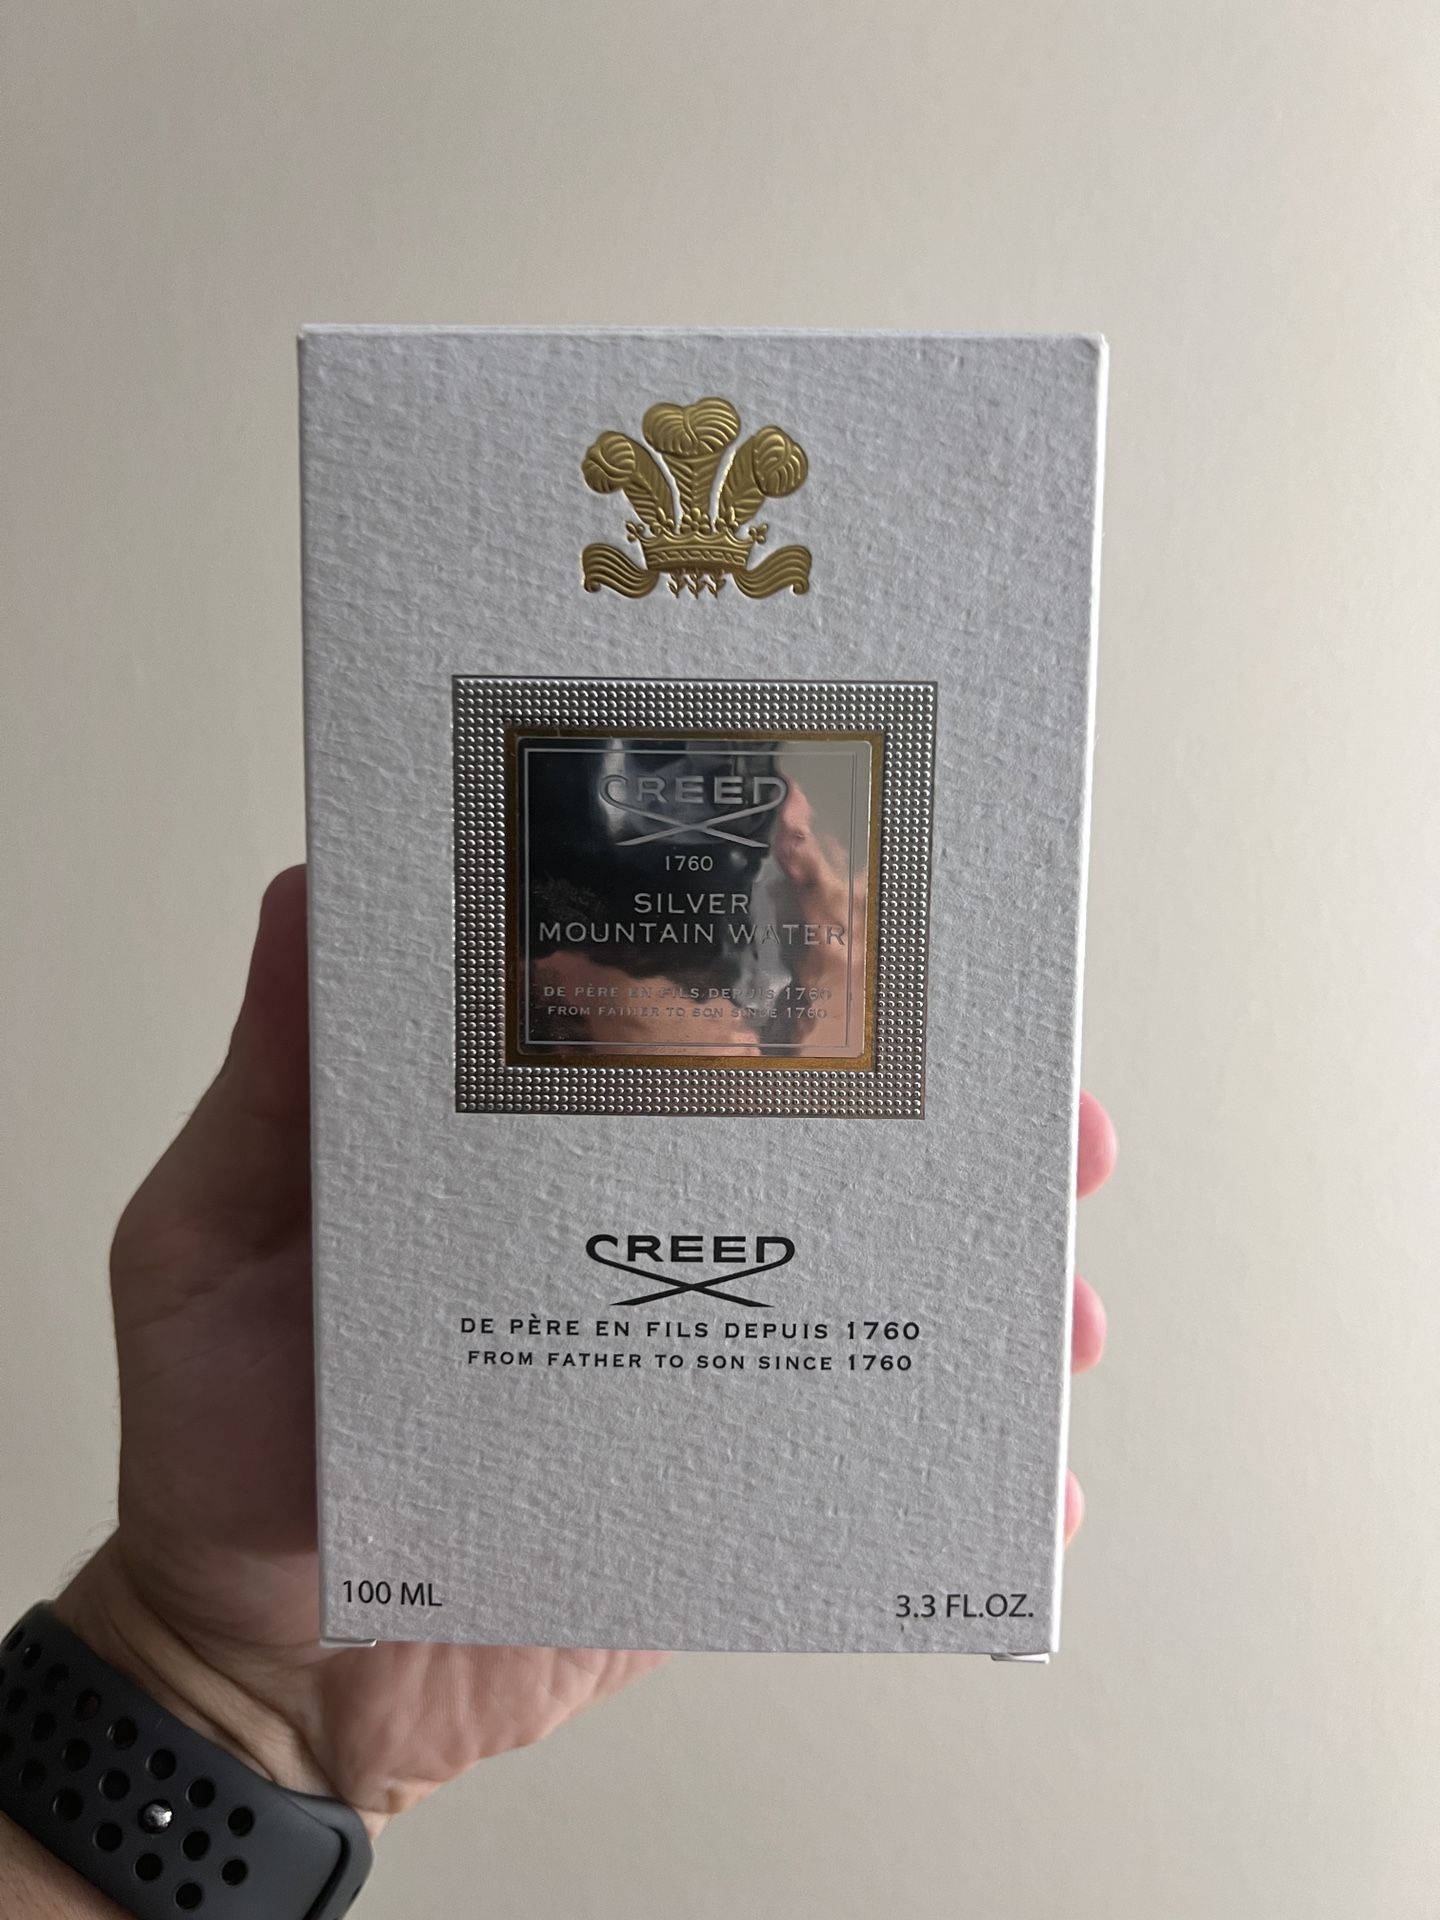 CREED
1760
SILVER
MOUNTAIN WATER
DE PÈRE EN FILS DEPUIS 1760
FROM FATHER TO SON SINCE 1760
CREED
DE PÈRE EN FILS DEPUIS 1760
FROM FATHER TO SON SINCE 1760
100 ML
3.3 FL.OZ.